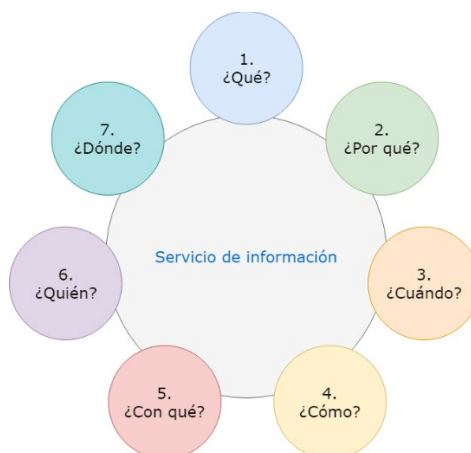 1.
¿Qué?
2.
¿Por qué?
3.
¿Cuándo?
4.
¿Cómo?
5.
¿Con qué?
6.
¿Quién?
7.
¿Dónde?
Servicio de información